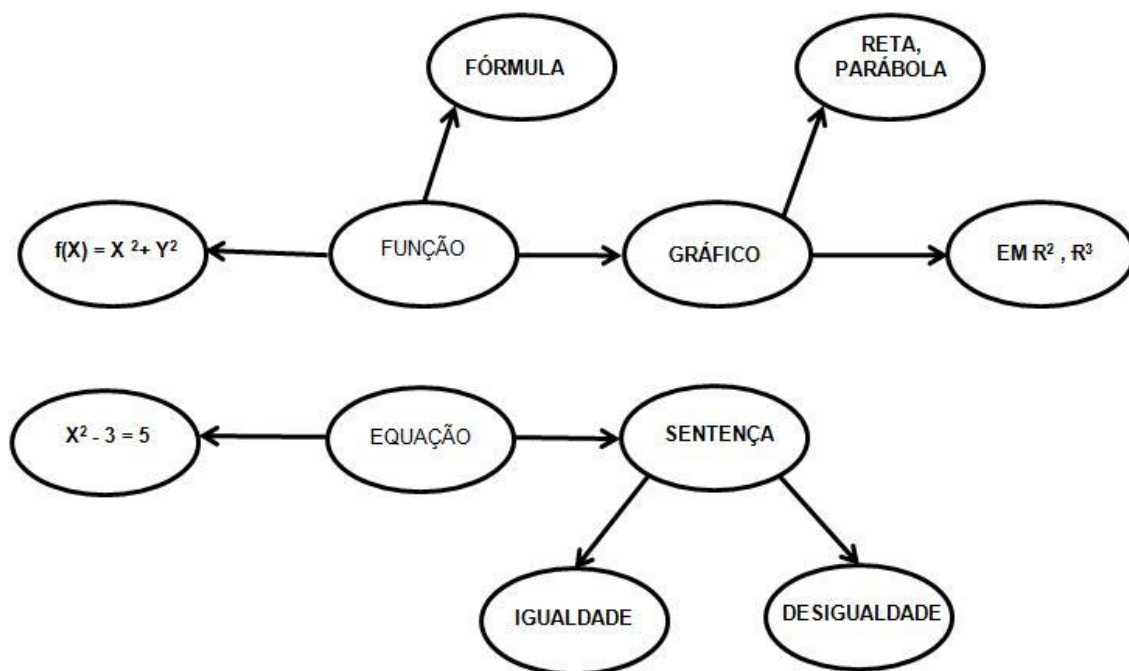 FÓRMULA
RETA,
PARÁBOLA
f(X) = X ²+ Y²
FUNÇÃO
GRÁFICO
EM R² , R³
X² - 3 = 5
EQUAÇÃO
SENTENÇA
IGUALDADE
DESIGUALDADE